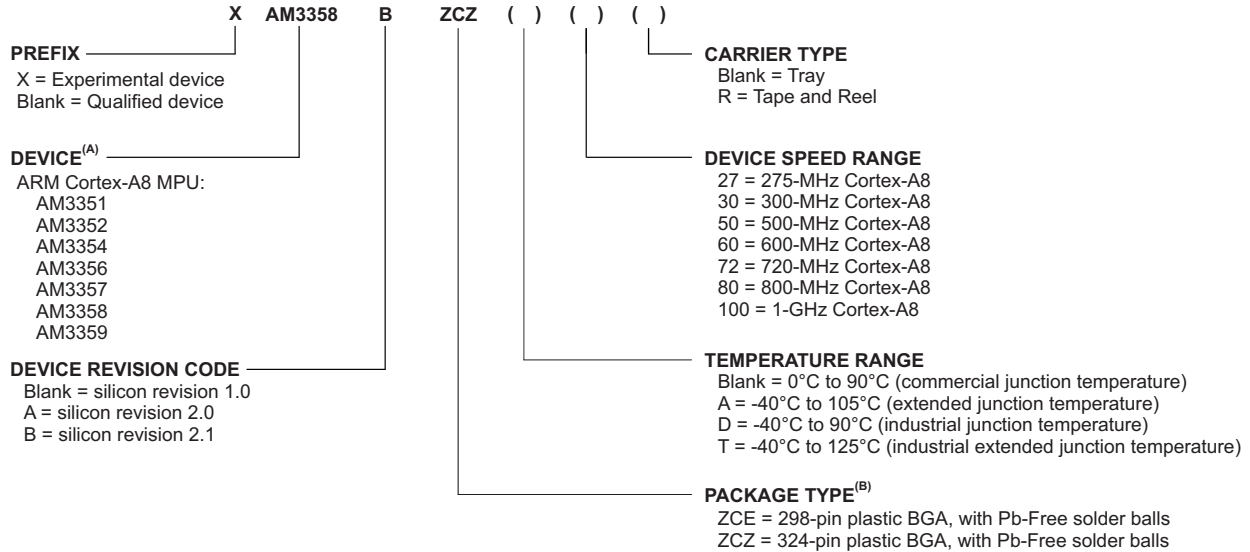 X AM3358 B ZCZ ( ) ( ) ( )
PREFIX
X = Experimental device
Blank = Qualified device
DEVICE(A)
ARM Cortex-A8 MPU:
AM3351
AM3352
AM3354
AM3356
AM3357
AM3358
AM3359
DEVICE REVISION CODE
Blank = silicon revision 1.0
A = silicon revision 2.0
B = silicon revision 2.1
CARRIER TYPE
Blank = Tray
R = Tape and Reel
DEVICE SPEED RANGE
27 = 275-MHz Cortex-A8
30 = 300-MHz Cortex-A8
50 = 500-MHz Cortex-A8
60 = 600-MHz Cortex-A8
72 = 720-MHz Cortex-A8
80 = 800-MHz Cortex-A8
100 = 1-GHz Cortex-A8
TEMPERATURE RANGE
Blank = 0°C to 90°C (commercial junction temperature)
A = -40°C to 105°C (extended junction temperature)
D = -40°C to 90°C (industrial junction temperature)
T = -40°C to 125°C (industrial extended junction temperature)
PACKAGE TYPE(B)
ZCE = 298-pin plastic BGA, with Pb-Free solder balls
ZCZ = 324-pin plastic BGA, with Pb-Free solder balls